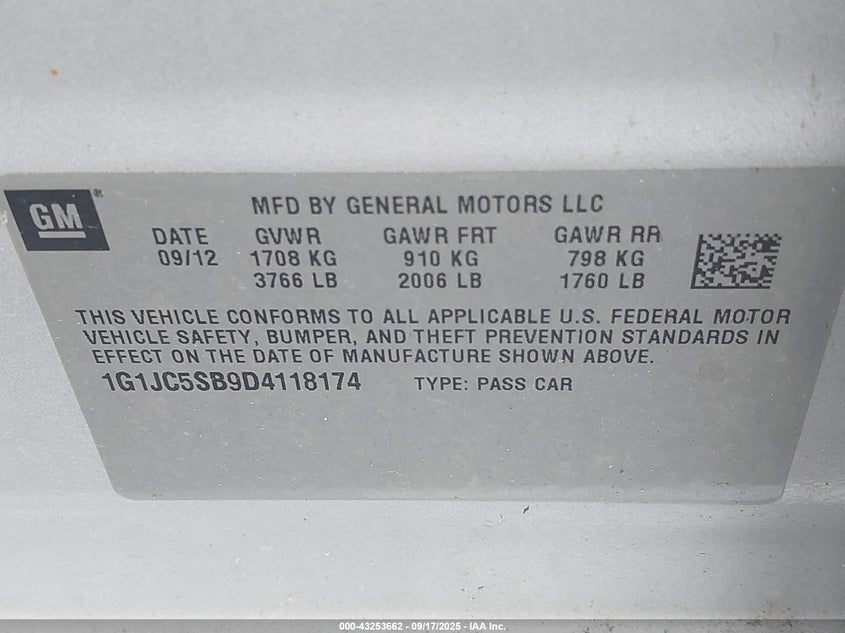 GM®
MFD BY GENERAL MOTORS LLC
DATE GVWR GAWR FRT GAWR RR
09/12 1708 KG 910 KG 798 KG
3766 LB 2006 LB 1760 LB
THIS VEHICLE CONFORMS TO ALL APPLICABLE U.S. FEDERAL MOTOR
VEHICLE SAFETY, BUMPER, AND THEFT PREVENTION STANDARDS IN
EFFECT ON THE DATE OF MANUFACTURE SHOWN ABOVE.
1G1JC5SB9D4118174 TYPE: PASS CAR
000-43253662 - 09/17/2025 - IAA Inc.